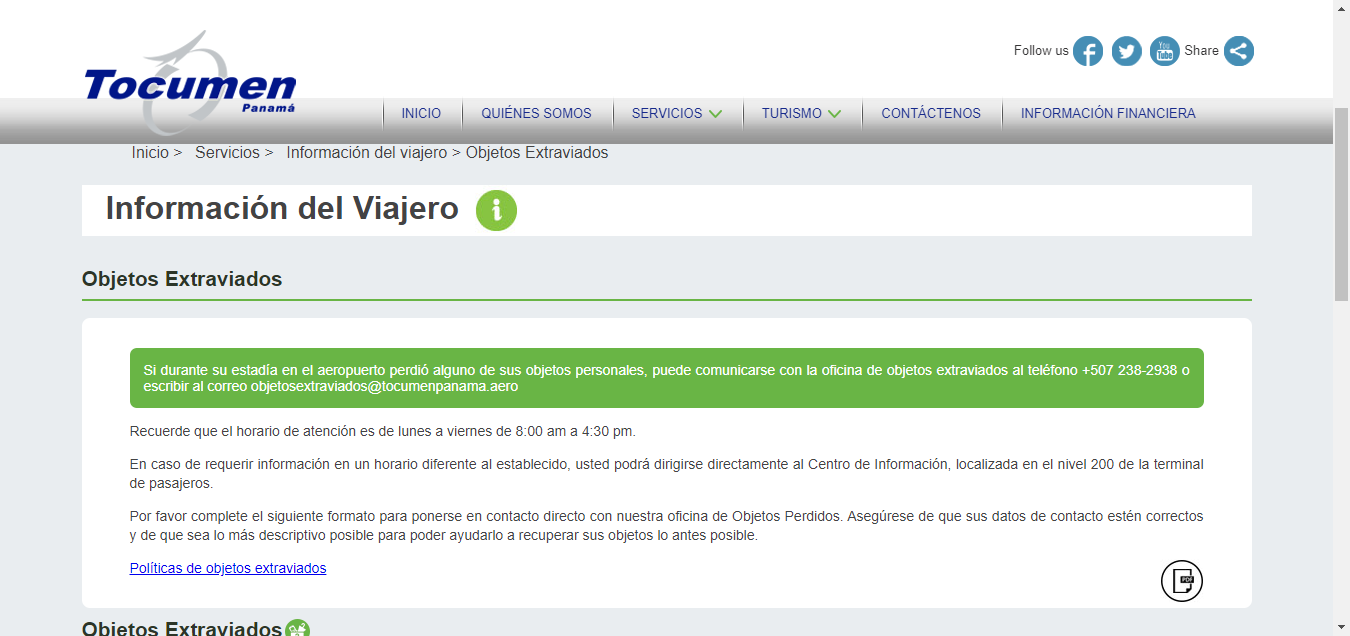 Follow us You Tube Share
Tocumen
Panamá
INICIO QUIÉNES SOMOS SERVICIOS TURISMO CONTÁCTENOS INFORMACIÓN FINANCIERA
Inicio > Servicios > Información del viajero > Objetos Extraviados
Información del Viajero
Objetos Extraviados
Si durante su estadía en el aeropuerto perdió alguno de sus objetos personales, puede comunicarse con la oficina de objetos extraviados al teléfono +507 238-2938 o
escribir al correo objetosextraviados@tocumenpanama.aero
Recuerde que el horario de atención es de lunes a viernes de 8:00 am a 4:30 pm.
En caso de requerir información en un horario diferente al establecido, usted podrá dirigirse directamente al Centro de Información, localizada en el nivel 200 de la terminal
de pasajeros.
Por favor complete el siguiente formato para ponerse en contacto directo con nuestra oficina de Objetos Perdidos. Asegúrese de que sus datos de contacto estén correctos
y de que sea lo más descriptivo posible para poder ayudarlo a recuperar sus objetos lo antes posible.
Políticas de objetos extraviados
PDF
Objetos Extraviados